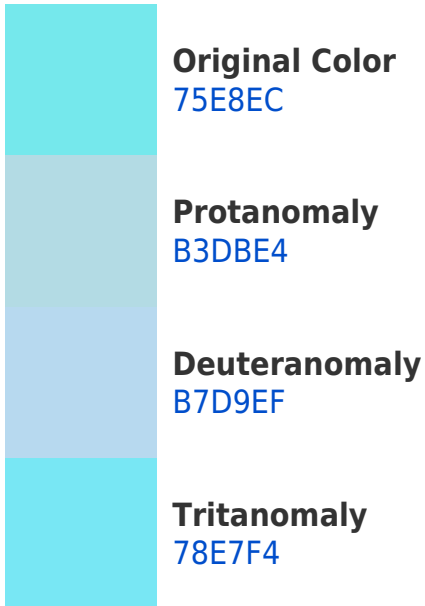 Original Color
75E8EC
Protanomaly
B3DBE4
Deuteranomaly
B7D9EF
Tritanomaly
78E7F4